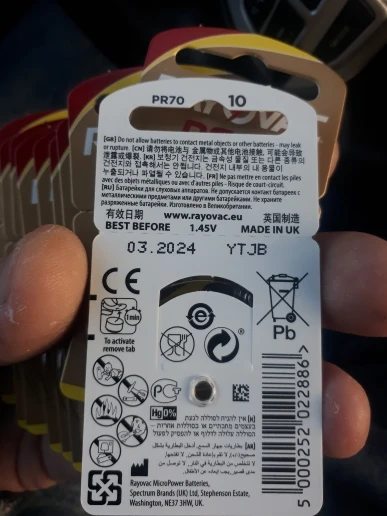 PR70 10
[GB] Do not allow batteries to contact metal objects or other batteries – may leak
or rupture. [CN] 请勿将电池与金属物或其他电池接触, 可能会导致
泄露或爆裂. [KR] 보청기 건전지는 금속성 물질 또는 다른 종류의
건전지와 접촉해서는 안됩니다. 건전지 내부의 내 용물이
누출되거나 파열될 수 있습니다. [FR] Ne pas mettre en contact les piles
avec des objets métalliques ou avec d'autres piles - Risque de court-circuit.
[RU] Батарейки для слуховых аппаратов. Не допускается контакт батареек с
металлическими предметами или другими батарейками. Не
разрезать батарейки. Изготовлено в Великобритании.
有效日期 www.rayovac.eu 英国制造
BEST BEFORE 1.45V MADE IN UK
03.2024 YTJB
CE
1min
To activate
remove tab
Pb
Hg 0%
5 000252 022886
Rayovac MicroPower Batteries,
Spectrum Brands (UK) Ltd, Stephenson Estate,
Washington, NE37 3HW, UK.